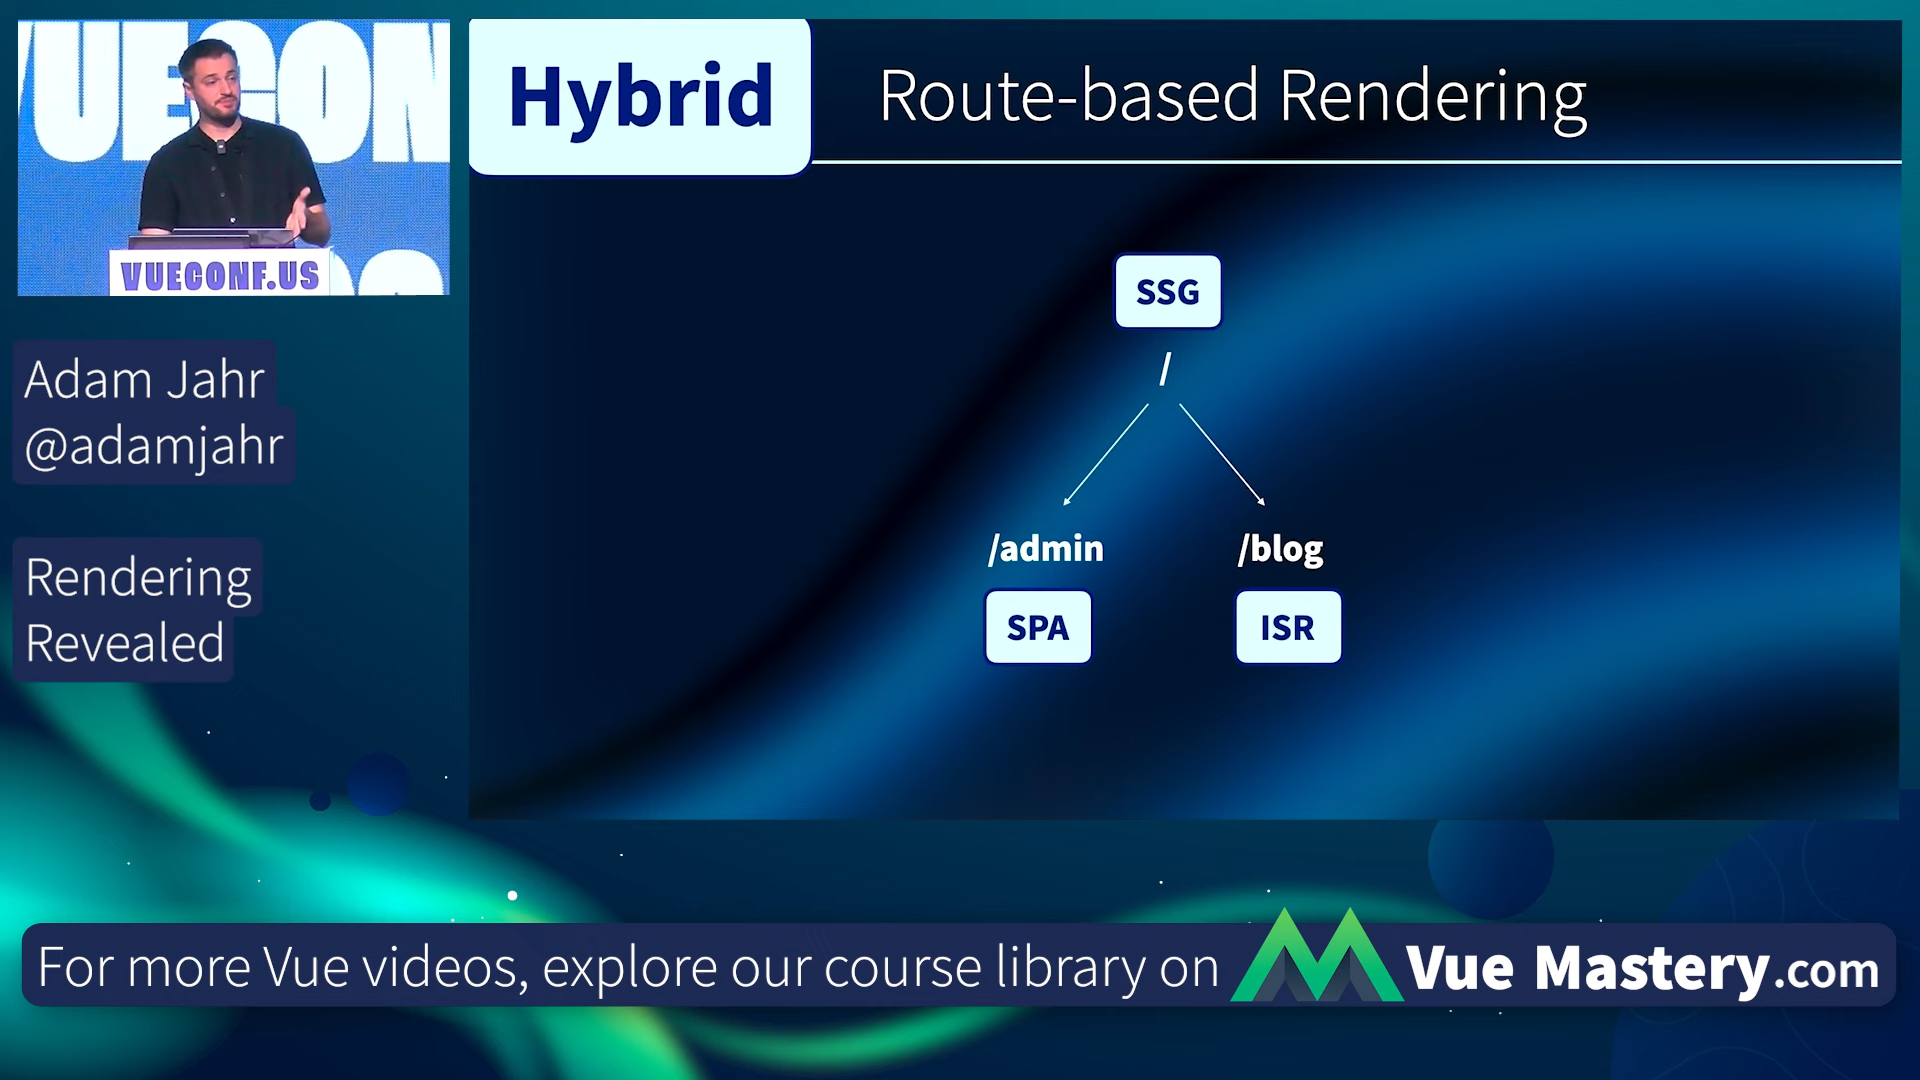 VUECON
VUECONF.US
Adam Jahr
@adamjahr
Rendering
Revealed
Hybrid
Route-based Rendering
SSG
/
/admin
/blog
SPA
ISR
For more Vue videos, explore our course library on Vue Mastery.com